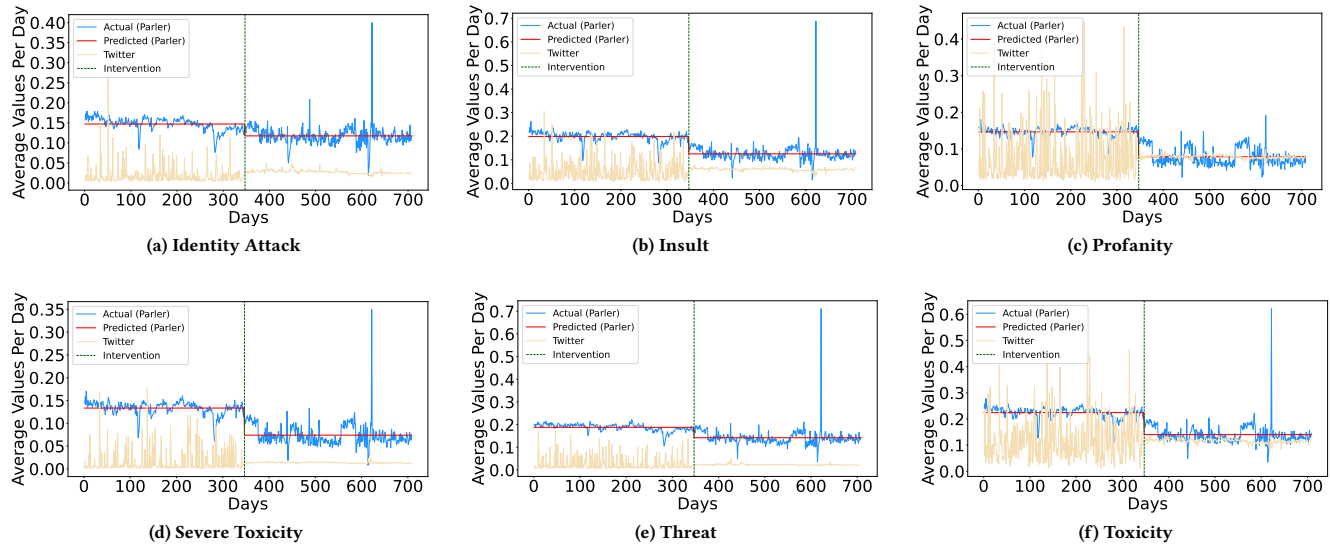 Average Values Per Day
0.40
0.35
0.30
0.25
0.20
0.15
0.10
0.05
0.00
Actual (Parler)
Predicted (Parler)
Twitter
Intervention
0 100 200 300 400 500 600 700
Days
(a) Identity Attack
Average Values Per Day
0.7
0.6
0.5
0.4
0.3
0.2
0.1
0.0
Actual (Parler)
Predicted (Parler)
Twitter
Intervention
0 100 200 300 400 500 600 700
Days
(b) Insult
Average Values Per Day
0.4
0.3
0.2
0.1
0.0
Actual (Parler)
Predicted (Parler)
Twitter
Intervention
0 100 200 300 400 500 600 700
Days
(c) Profanity
Average Values Per Day
0.35
0.30
0.25
0.20
0.15
0.10
0.05
0.00
Actual (Parler)
Predicted (Parler)
Twitter
Intervention
0 100 200 300 400 500 600 700
Days
(d) Severe Toxicity
Average Values Per Day
0.7
0.6
0.5
0.4
0.3
0.2
0.1
0.0
Actual (Parler)
Predicted (Parler)
Twitter
Intervention
0 100 200 300 400 500 600 700
Days
(e) Threat
Average Values Per Day
0.6
0.5
0.4
0.3
0.2
0.1
0.0
Actual (Parler)
Predicted (Parler)
Twitter
Intervention
0 100 200 300 400 500 600 700
Days
(f) Toxicity